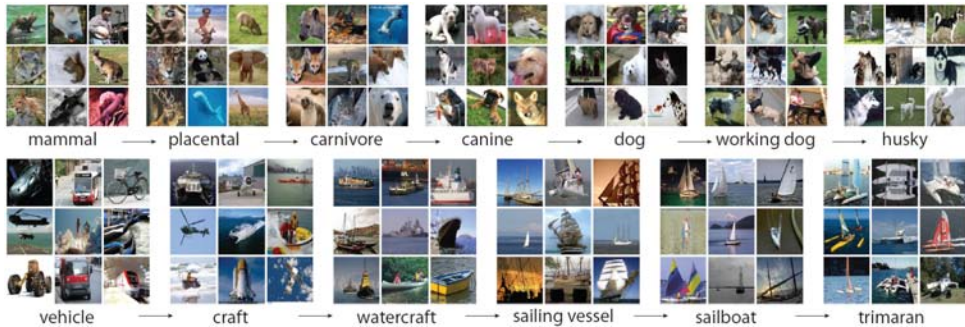 mammal → placental → carnivore → canine → dog → working dog → husky
vehicle → craft → watercraft → sailing vessel → sailboat → trimaran